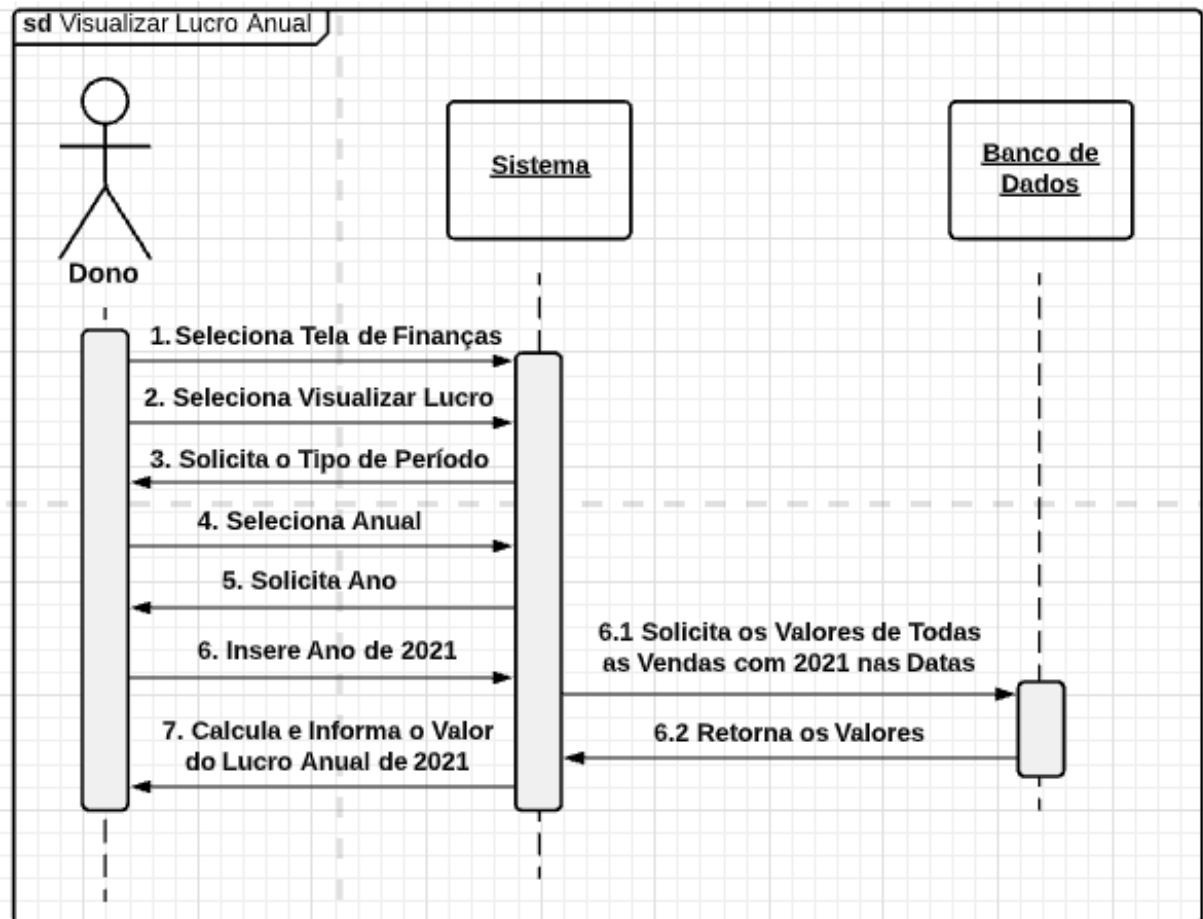 sd Visualizar Lucro Anual
Sistema
Banco de
Dados
Dono
1. Seleciona Tela de Finanças
2. Seleciona Visualizar Lucro
3. Solicita o Tipo de Período
4. Seleciona Anual
5. Solicita Ano
6. Insere Ano de 2021
6.1 Solicita os Valores de Todas
as Vendas com 2021 nas Datas
6.2 Retorna os Valores
7. Calcula e Informa o Valor
do Lucro Anual de 2021